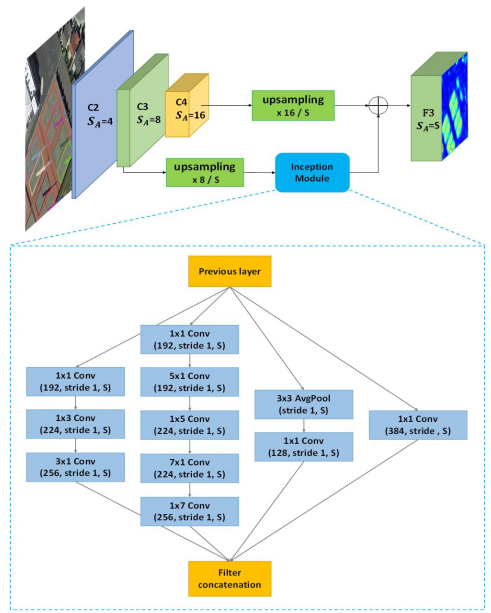 C2
S_A=4
C3
S_A=8
C4
S_A=16
upsampling
x 16 / S
F3
S_A=S
upsampling
x 8 / S
Inception
Module
Previous layer
1x1 Conv
(192, stride 1, S)
1x3 Conv
(224, stride 1, S)
3x1 Conv
(256, stride 1, S)
1x1 Conv
(192, stride 1, S)
5x1 Conv
(192, stride 1, S)
1x5 Conv
(224, stride 1, S)
7x1 Conv
(224, stride 1, S)
1x7 Conv
(256, stride 1, S)
3x3 AvgPool
(stride 1, S)
1x1 Conv
(128, stride 1, S)
1x1 Conv
(384, stride , S)
Filter
concatenation